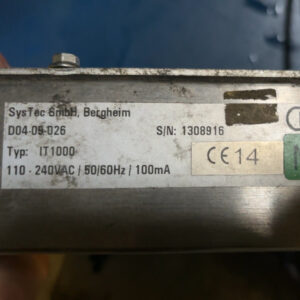 SysTec GmbH, Bergheim
D04-09-026 S/N: 1308916
Typ: IT1000
CE 14
110 - 240VAC / 50/60Hz / 100mA